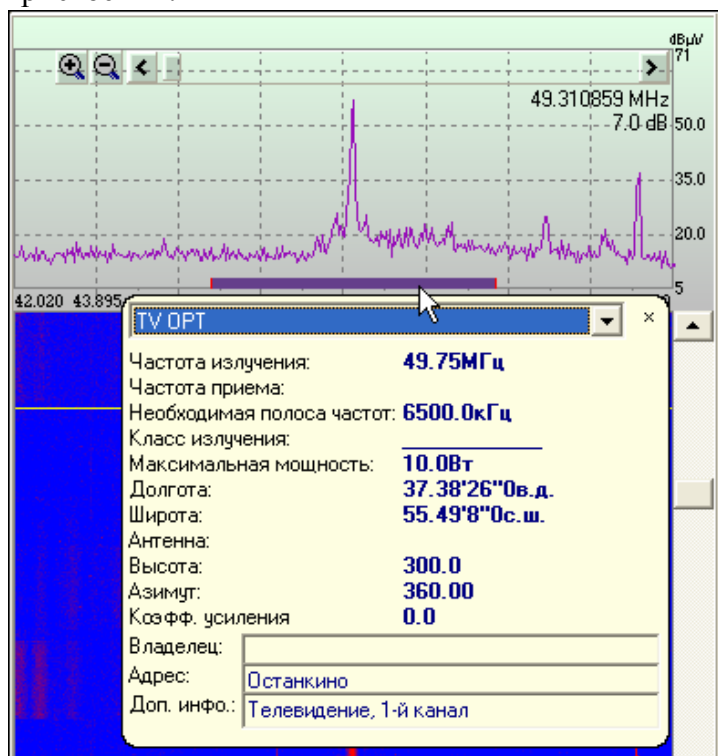 dBµV
71
49.310859 MHz
7.0 dB
50.0
35.0
20.0
5
42.020 43.895
TV ОРТ
×
Частота излучения: 49.75МГц
Частота приема:
Необходимая полоса частот: 6500.0кГц
Класс излучения:
Максимальная мощность: 10.0Вт
Долгота: 37.38'26"0в.д.
Широта: 55.49'8"0с.ш.
Антенна:
Высота: 300.0
Азимут: 360.00
Коэфф. усиления 0.0
Владелец:
Адрес: Останкино
Доп. инфо.: Телевидение, 1-й канал